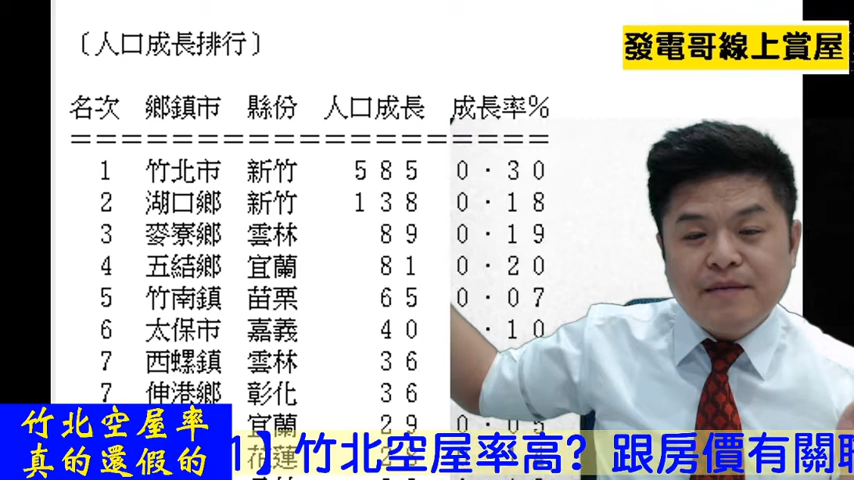 〔人口成長排行〕
發電哥線上賞屋
名次 鄉鎮市 縣份 人口成長 成長率%
==================
1 竹北市 新竹 585 0.30
2 湖口鄉 新竹 138 0.18
3 麥寮鄉 雲林 89 0.19
4 五結鄉 宜蘭 81 0.20
5 竹南鎮 苗栗 65 0.07
6 太保市 嘉義 40 .10
7 西螺鎮 雲林 36
7 伸港鄉 彰化 36
宜蘭 29 0.05
花蓮
竹北空屋率
真的還假的
1】竹北空屋率高? 跟房價有關